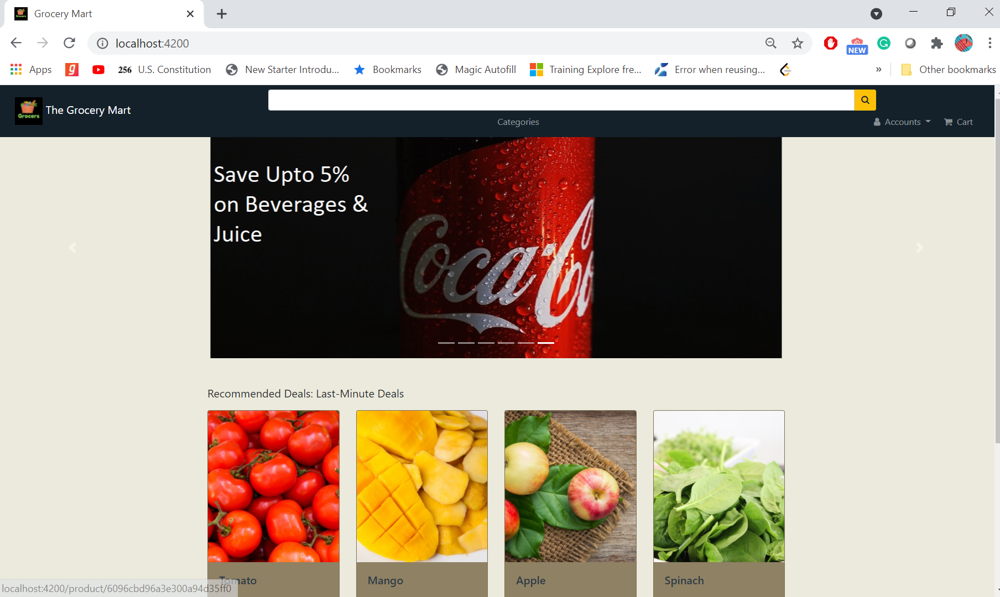 Grocery Mart
localhost:4200
NEW
Apps
256 U.S. Constitution
New Starter Introdu...
Bookmarks
Magic Autofill
Training Explore fre...
Error when reusing...
»
Other bookmarks
Grocers
The Grocery Mart
Categories
Accounts
Cart
Save Upto 5%
on Beverages &
Juice
Coca Co
Recommended Deals: Last-Minute Deals
Tomato
Mango
Apple
Spinach
localhost:4200/product/6096cbd96a3e300a94d35ff0